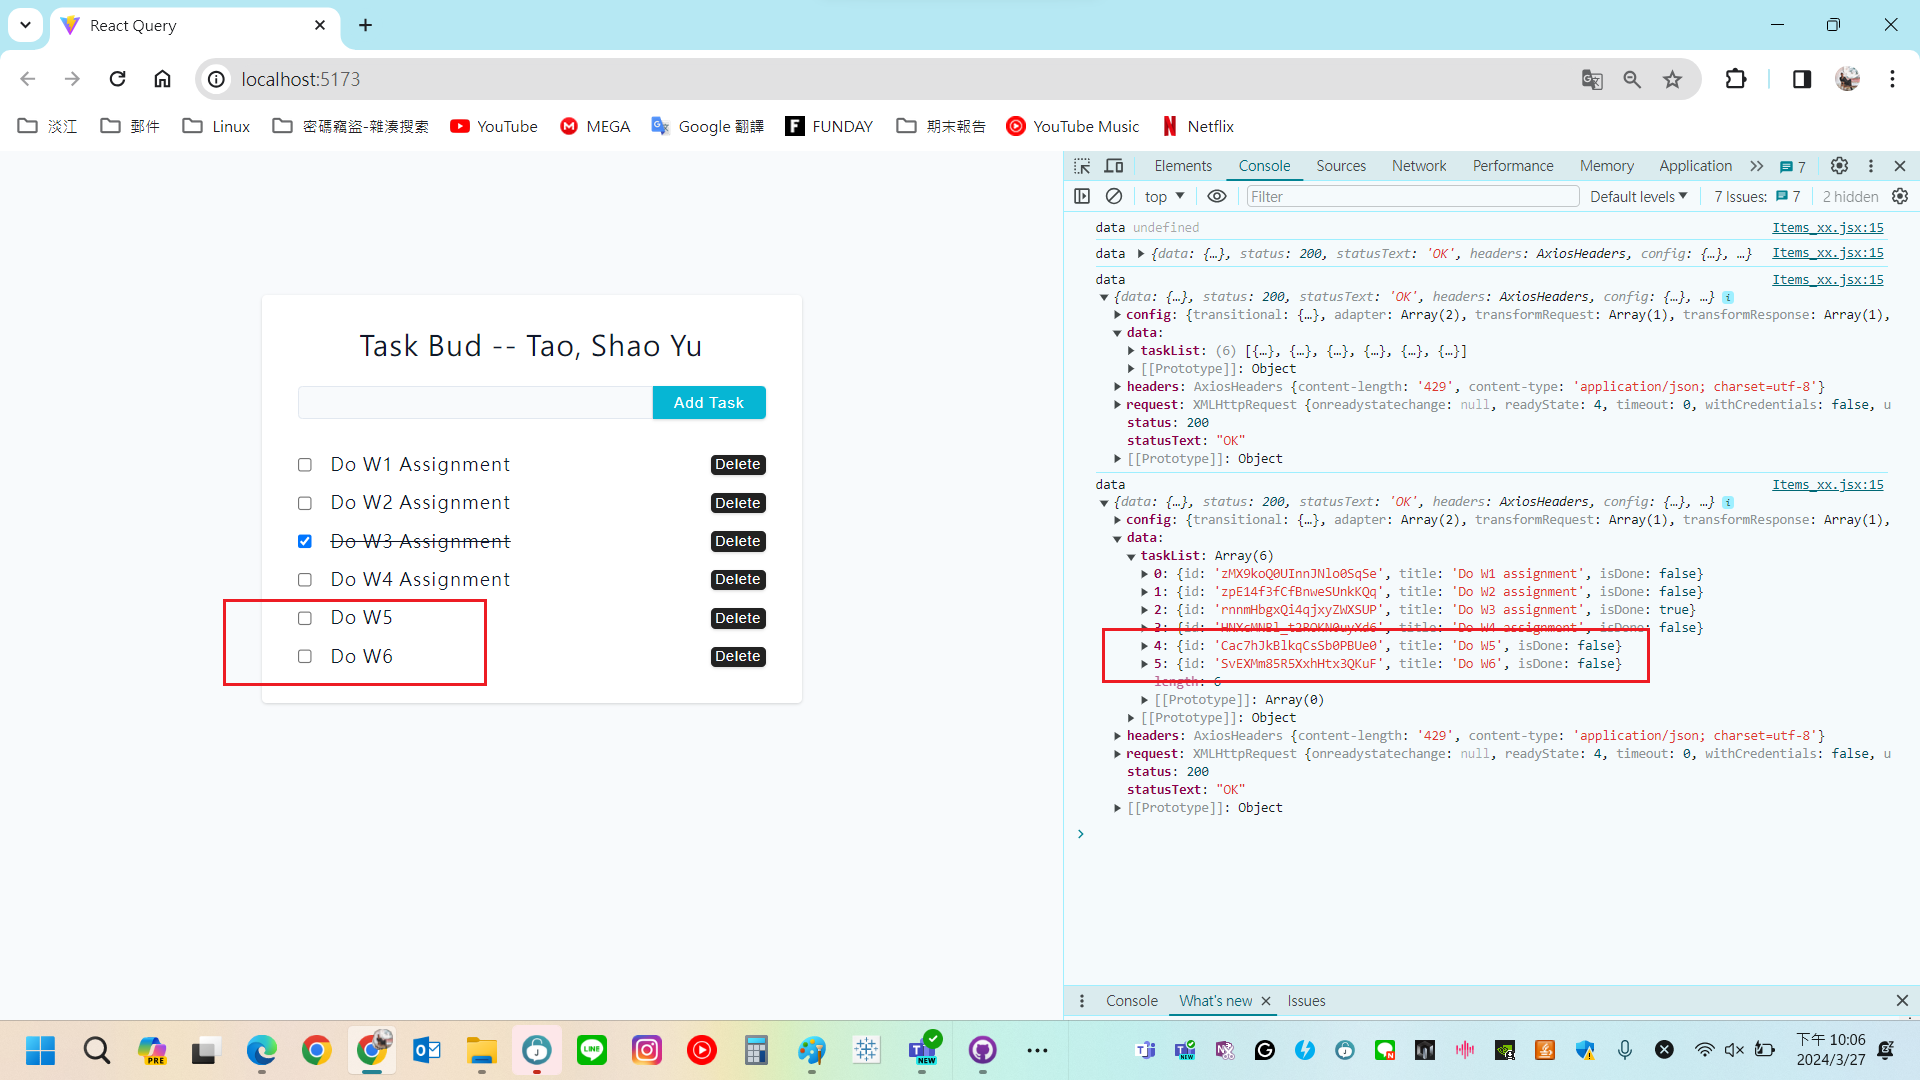 React Query
localhost:5173
淡江 郵件 Linux 密碼竊盜-雜湊搜索 YouTube MEGA Google 翻譯 FUNDAY 期末報告 YouTube Music Netflix
Task Bud -- Tao, Shao Yu
Add Task
Do W1 Assignment Delete
Do W2 Assignment Delete
Do W3 Assignment Delete
Do W4 Assignment Delete
Do W5 Delete
Do W6 Delete
Elements Console Sources Network Performance Memory Application 7
top Filter Default levels 7 Issues: 7 2 hidden
data undefined Items_xx.jsx:15
data {data: {…}, status: 200, statusText: 'OK', headers: AxiosHeaders, config: {…}, …} Items_xx.jsx:15
data Items_xx.jsx:15
{data: {…}, status: 200, statusText: 'OK', headers: AxiosHeaders, config: {…}, …} i
config: {transitional: {…}, adapter: Array(2), transformRequest: Array(1), transformResponse: Array(1),
data:
taskList: (6) [{…}, {…}, {…}, {…}, {…}, {…}]
[[Prototype]]: Object
headers: AxiosHeaders {content-length: '429', content-type: 'application/json; charset=utf-8'}
request: XMLHttpRequest {onreadystatechange: null, readyState: 4, timeout: 0, withCredentials: false, u
status: 200
statusText: "OK"
[[Prototype]]: Object
data Items_xx.jsx:15
{data: {…}, status: 200, statusText: 'OK', headers: AxiosHeaders, config: {…}, …} i
config: {transitional: {…}, adapter: Array(2), transformRequest: Array(1), transformResponse: Array(1),
data:
taskList: Array(6)
0: {id: 'zMX9koQ0UInnJNlo0SqSe', title: 'Do W1 assignment', isDone: false}
1: {id: 'zpE14f3fCfBnweSUnkKQq', title: 'Do W2 assignment', isDone: false}
2: {id: 'rnnmHbgxQi4qjxyZWXSUP', title: 'Do W3 assignment', isDone: true}
3: {id: 'HNXcMNBl_t2ROKN0uyXd6', title: 'Do W4 assignment', isDone: false}
4: {id: 'Cac7hJkBlkqCsSb0PBUe0', title: 'Do W5', isDone: false}
5: {id: 'SvEXMm85R5XxhHtx3QKuF', title: 'Do W6', isDone: false}
length: 6
[[Prototype]]: Array(0)
[[Prototype]]: Object
headers: AxiosHeaders {content-length: '429', content-type: 'application/json; charset=utf-8'}
request: XMLHttpRequest {onreadystatechange: null, readyState: 4, timeout: 0, withCredentials: false, u
status: 200
statusText: "OK"
[[Prototype]]: Object
Console What's new Issues
下午 10:06
2024/3/27